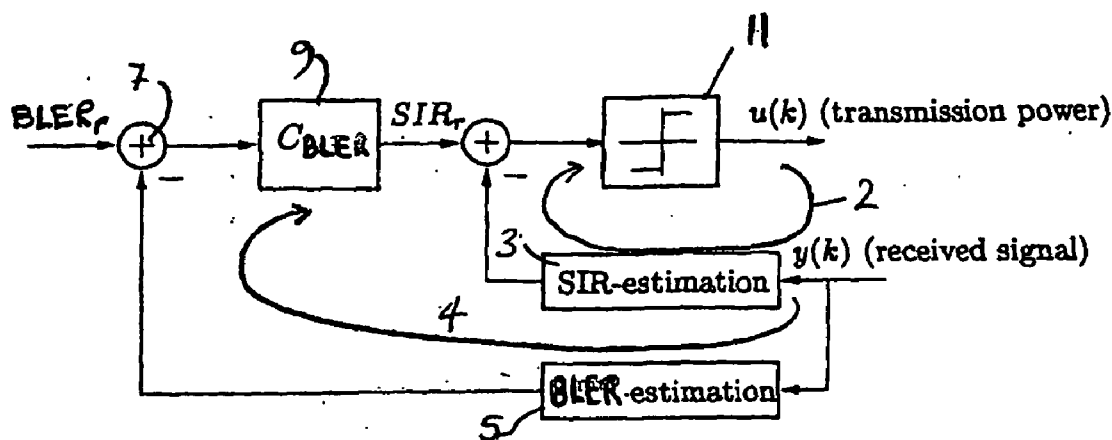 11
9
7
BLERr
CBLER
SIRr
u(k) (transmission power)
+
+
−
−
2
3
y(k) (received signal)
SIR-estimation
4
BLER-estimation
5